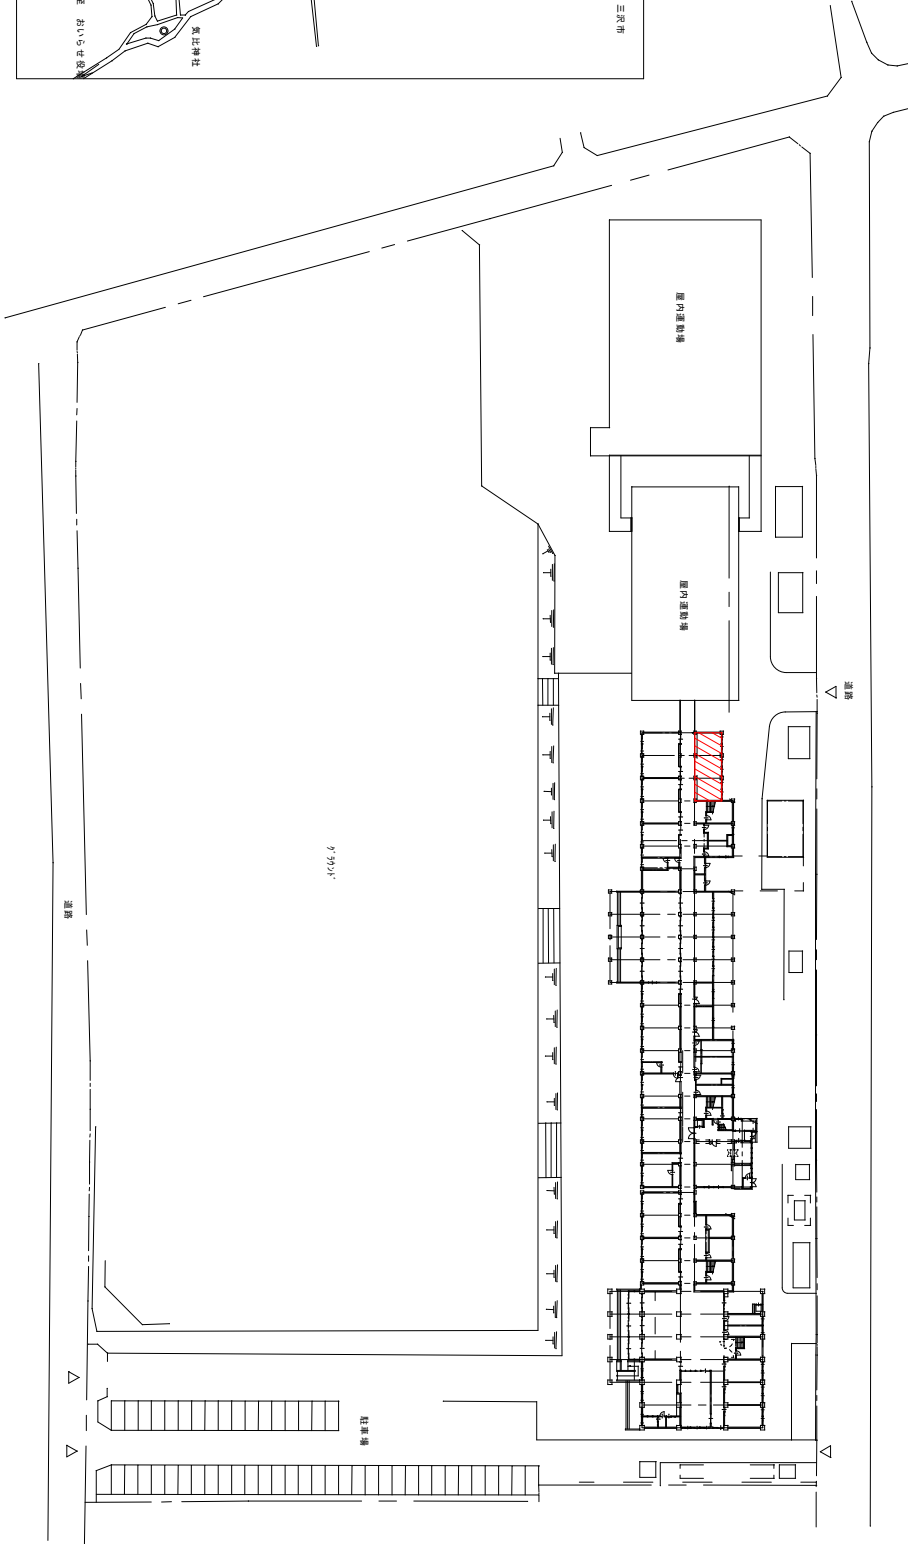 三沢市
至 おいらせ役場
気比神社
屋内運動場
屋内運動場
道路
グラウンド
道路
駐車場